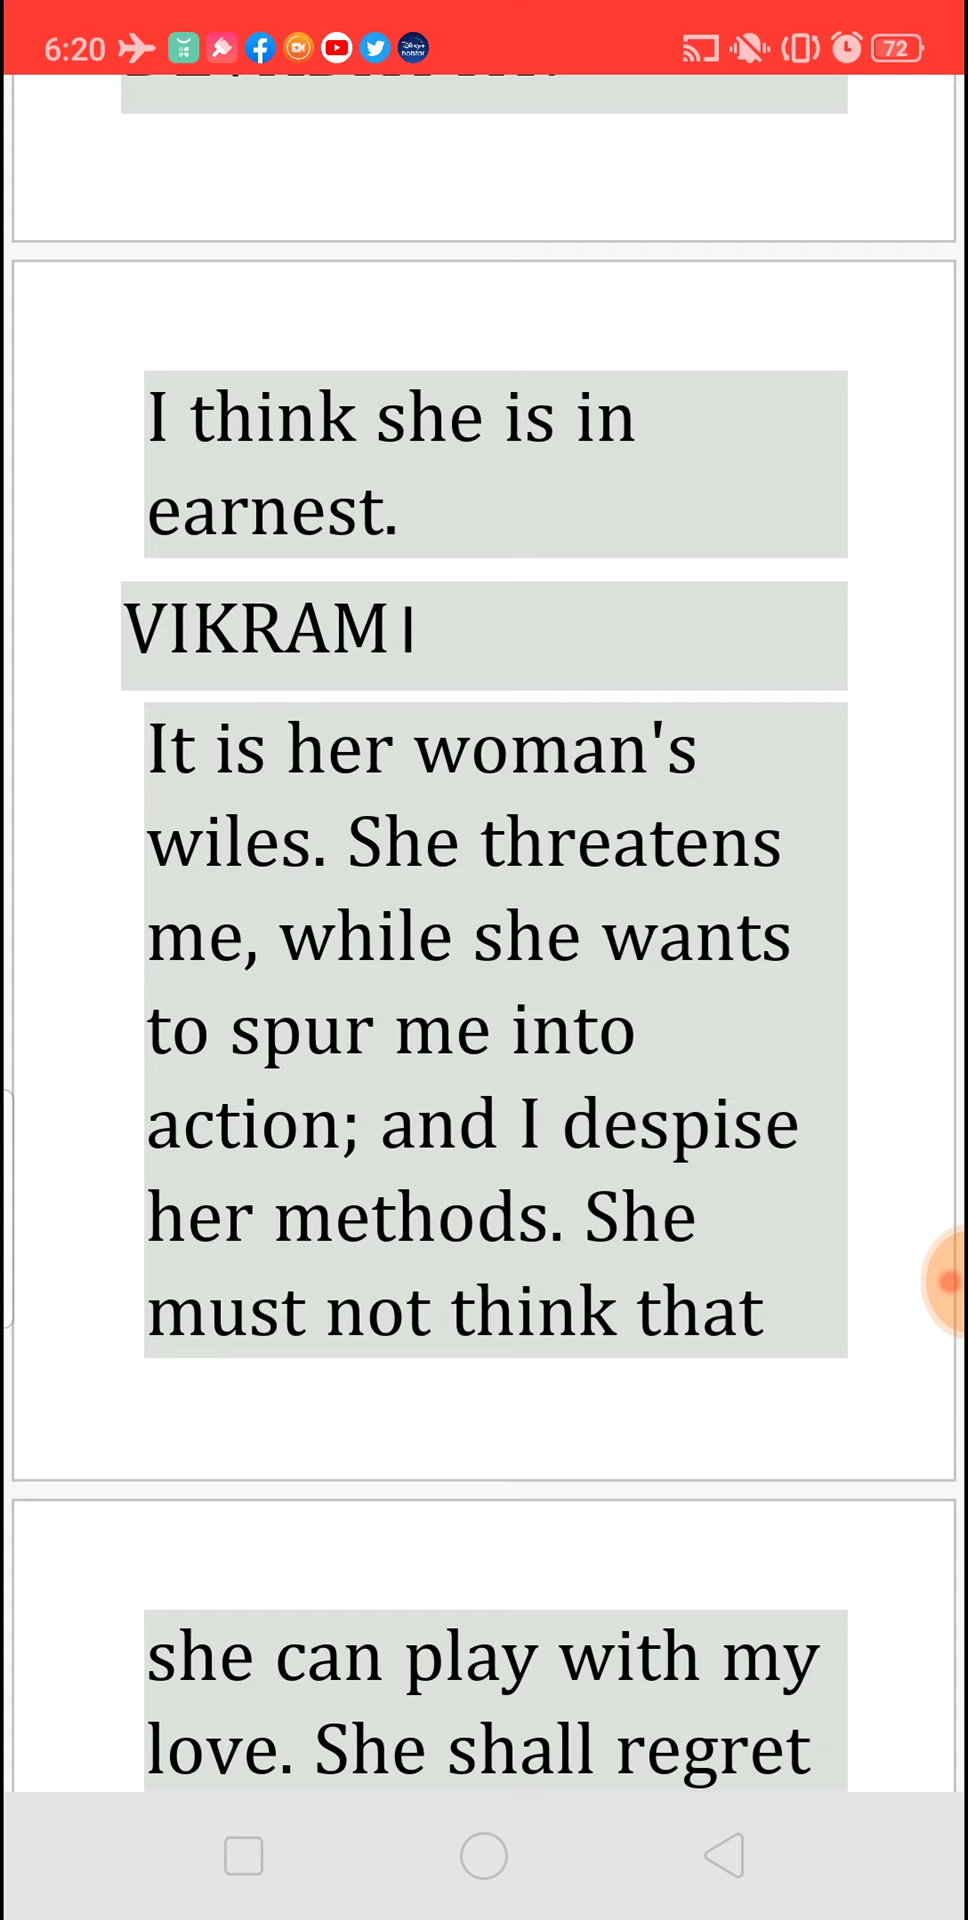 6:20
72
I think she is in
earnest.
VIKRAM।
It is her woman's
wiles. She threatens
me, while she wants
to spur me into
action; and I despise
her methods. She
must not think that
she can play with my
love. She shall regret